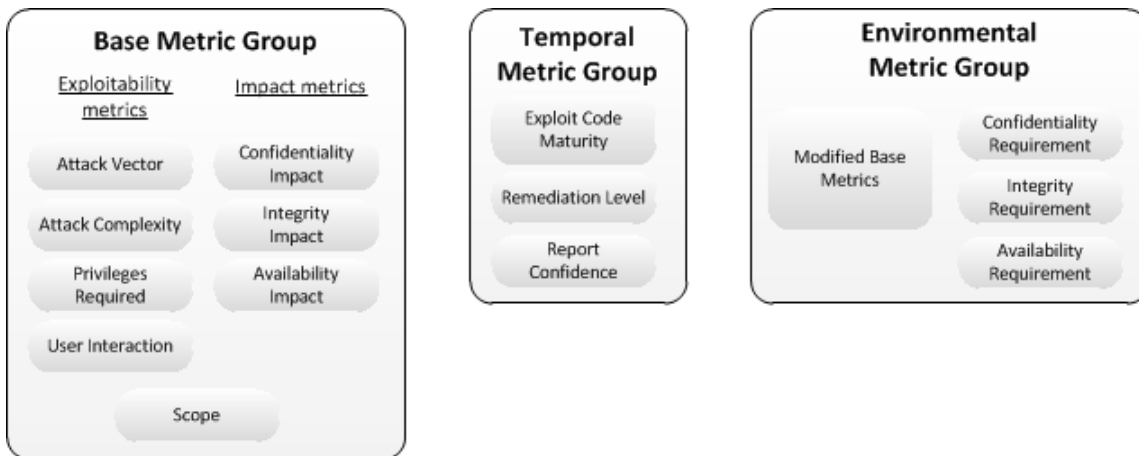 Base Metric Group
Exploitability
metrics
Impact metrics
Attack Vector
Confidentiality
Impact
Attack Complexity
Integrity
Impact
Privileges
Required
Availability
Impact
User Interaction
Scope
Temporal
Metric Group
Exploit Code
Maturity
Remediation Level
Report
Confidence
Environmental
Metric Group
Modified Base
Metrics
Confidentiality
Requirement
Integrity
Requirement
Availability
Requirement